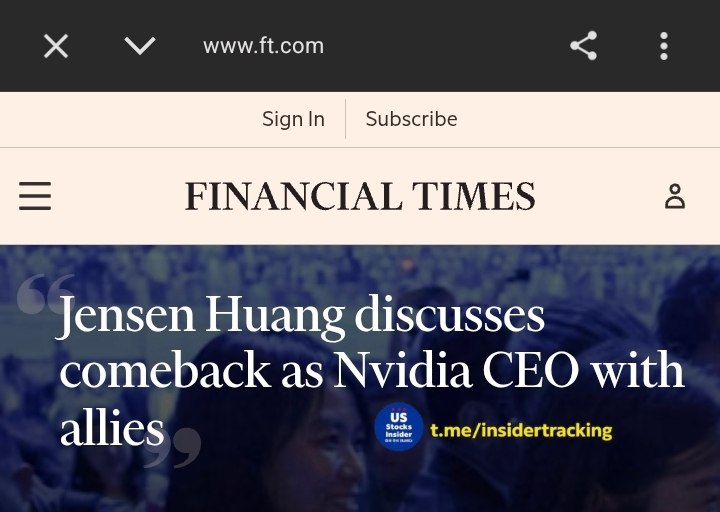 www.ft.com
Sign In
Subscribe
FINANCIAL TIMES
“Jensen Huang discusses
comeback as Nvidia CEO with
allies”
US
Stocks
Insider
t.me/insidertracking